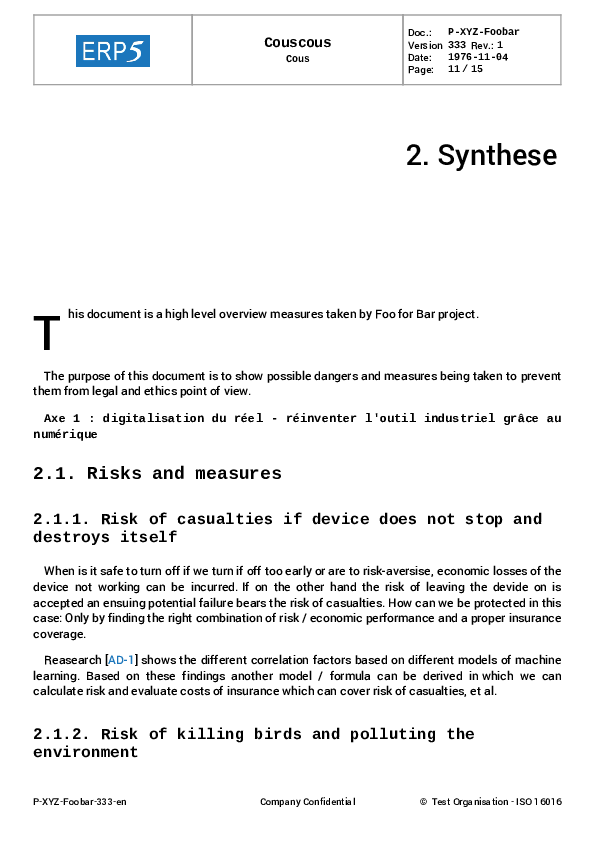 ERP5
Couscous
Cous
Doc.: P-XYZ-Foobar
Version 333 Rev.: 1
Date: 1976-11-04
Page: 11 / 15
2. Synthese
This document is a high level overview measures taken by Foo for Bar project.
The purpose of this document is to show possible dangers and measures being taken to prevent
them from legal and ethics point of view.
Axe 1 : digitalisation du réel - réinventer l'outil industriel grâce au
numérique
2.1. Risks and measures
2.1.1. Risk of casualties if device does not stop and
destroys itself
When is it safe to turn off if we turn if off too early or are to risk-aversise, economic losses of the
device not working can be incurred. If on the other hand the risk of leaving the devide on is
accepted an ensuing potential failure bears the risk of casualties. How can we be protected in this
case: Only by finding the right combination of risk / economic performance and a proper insurance
coverage.
Reasearch [AD-1] shows the different correlation factors based on different models of machine
learning. Based on these findings another model / formula can be derived in which we can
calculate risk and evaluate costs of insurance which can cover risk of casualties, et al.
2.1.2. Risk of killing birds and polluting the
environment
P-XYZ-Foobar-333-en
Company Confidential
© Test Organisation - ISO 16016